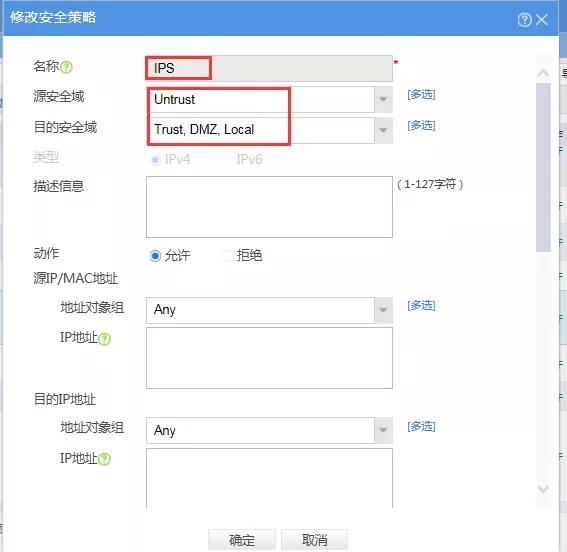 修改安全策略
名称 IPS *
源安全域 Untrust [多选]
目的安全域 Trust, DMZ, Local [多选]
类型 IPv4 IPv6
描述信息 (1-127字符)
动作 允许 拒绝
源IP/MAC地址
地址对象组 Any [多选]
IP地址
目的IP地址
地址对象组 Any [多选]
IP地址
确定 取消